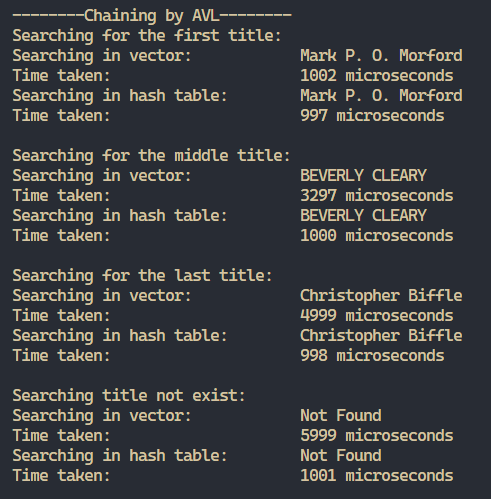 --------Chaining by AVL--------
Searching for the first title:
Searching in vector: Mark P. O. Morford
Time taken: 1002 microseconds
Searching in hash table: Mark P. O. Morford
Time taken: 997 microseconds
Searching for the middle title:
Searching in vector: BEVERLY CLEARY
Time taken: 3297 microseconds
Searching in hash table: BEVERLY CLEARY
Time taken: 1000 microseconds
Searching for the last title:
Searching in vector: Christopher Biffle
Time taken: 4999 microseconds
Searching in hash table: Christopher Biffle
Time taken: 998 microseconds
Searching title not exist:
Searching in vector: Not Found
Time taken: 5999 microseconds
Searching in hash table: Not Found
Time taken: 1001 microseconds